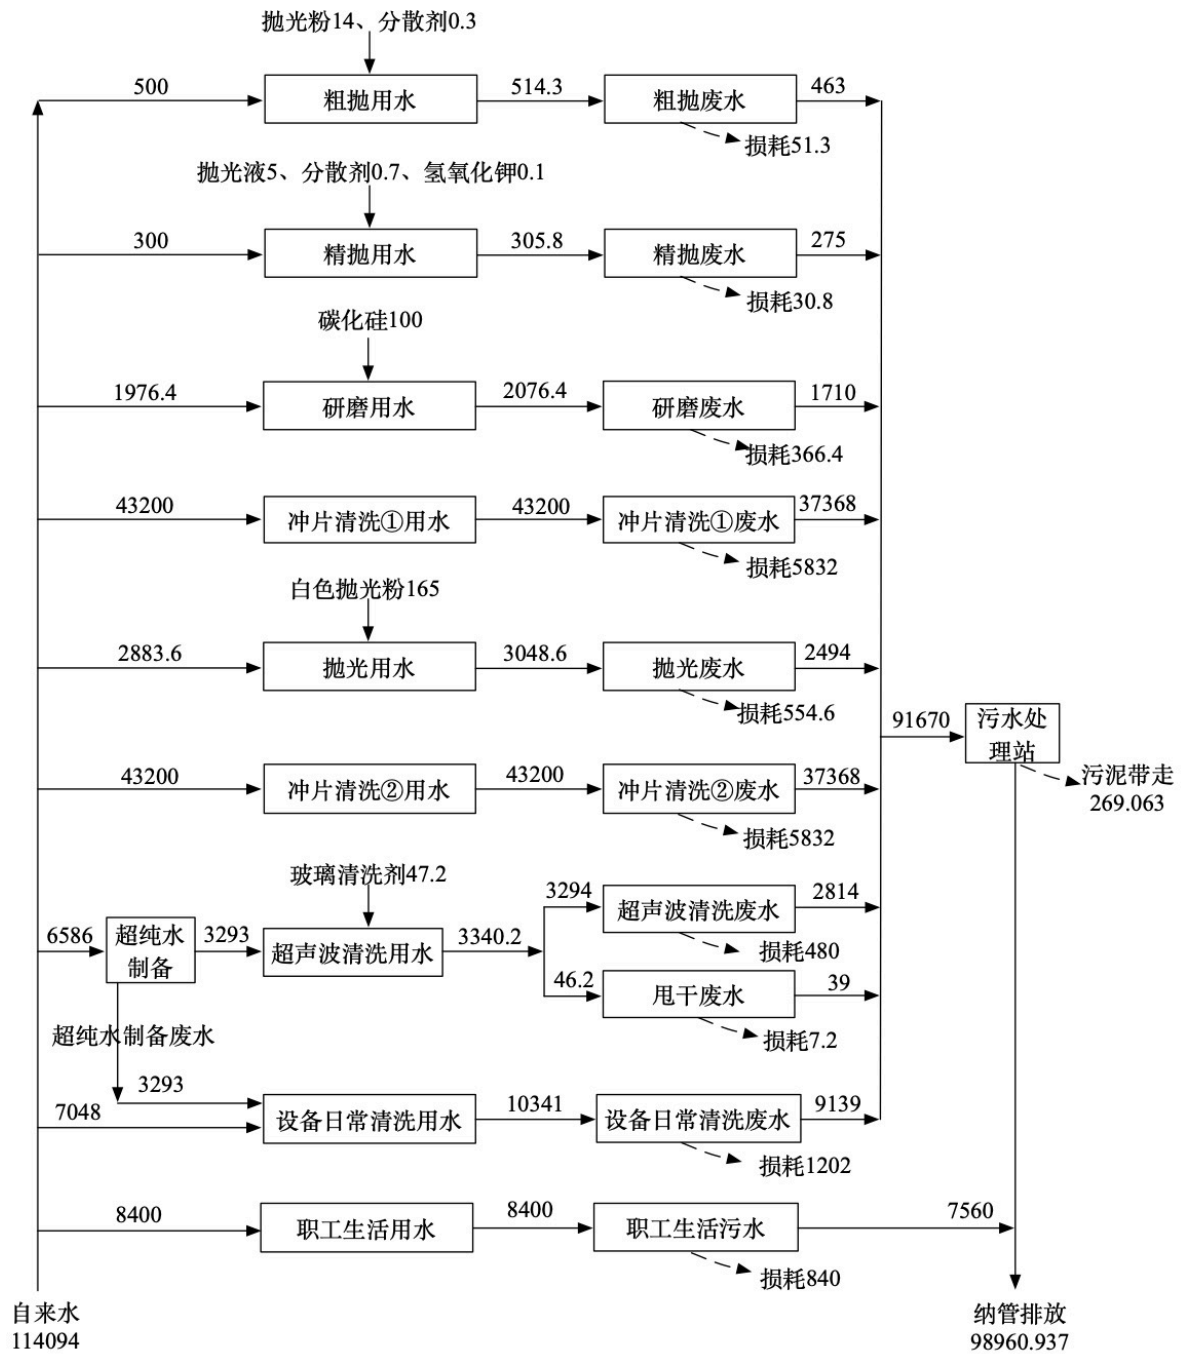 抛光粉14、分散剂0.3
500
粗抛用水
514.3
粗抛废水
463
损耗51.3
抛光液5、分散剂0.7、氢氧化钾0.1
300
精抛用水
305.8
精抛废水
275
损耗30.8
碳化硅100
1976.4
研磨用水
2076.4
研磨废水
1710
损耗366.4
43200
冲片清洗①用水
43200
冲片清洗①废水
37368
损耗5832
白色抛光粉165
2883.6
抛光用水
3048.6
抛光废水
2494
损耗554.6
91670
污水处
理站
污泥带走
269.063
43200
冲片清洗②用水
43200
冲片清洗②废水
37368
损耗5832
玻璃清洗剂47.2
6586
超纯水
制备
3293
超声波清洗用水
3340.2
3294
超声波清洗废水
2814
损耗480
46.2
甩干废水
39
损耗7.2
超纯水制备废水
3293
7048
设备日常清洗用水
10341
设备日常清洗废水
9139
损耗1202
8400
职工生活用水
8400
职工生活污水
7560
损耗840
自来水
114094
纳管排放
98960.937